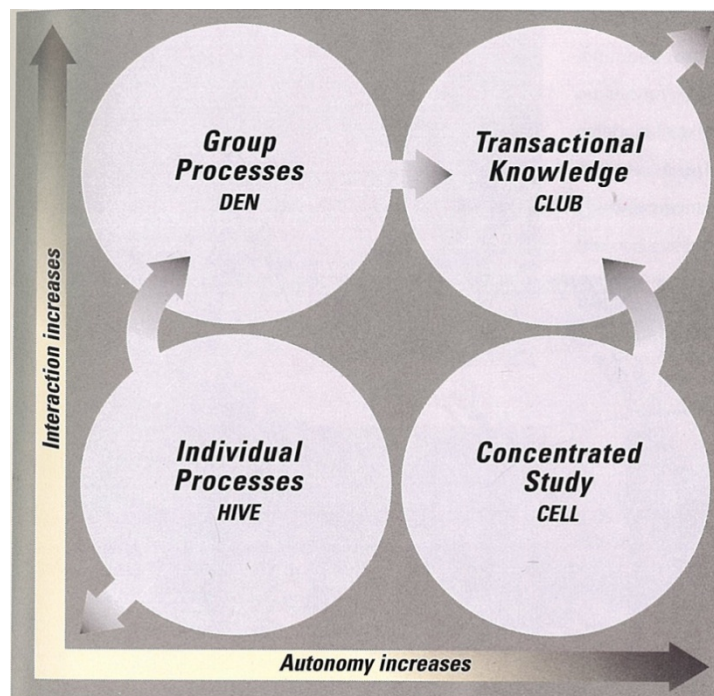 Group
Processes
DEN
Transactional
Knowledge
CLUB
Interaction increases
Individual
Processes
HIVE
Concentrated
Study
CELL
Autonomy increases